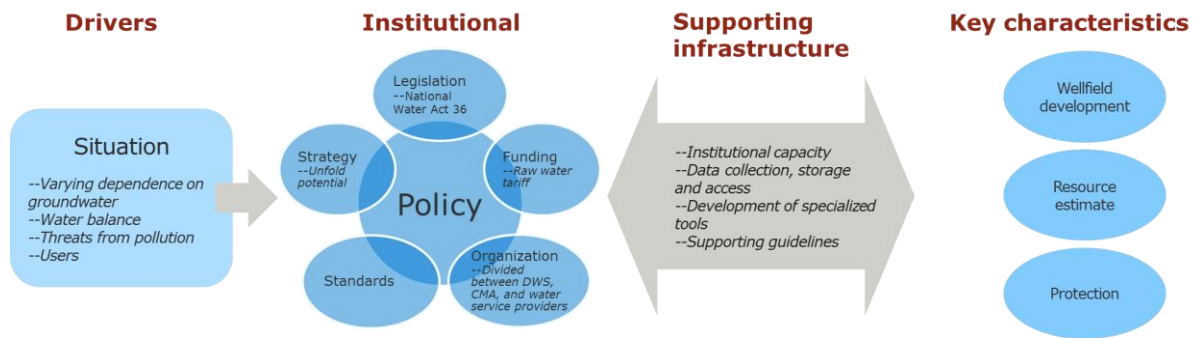 Drivers
Situation
--Varying dependence on
groundwater
--Water balance
--Threats from pollution
--Users
Institutional
Legislation
--National
Water Act 36
Strategy
--Unfold
potential
Funding
--Raw water
tariff
Policy
Standards
Organization
--Divided
between DWS,
CMA, and water
service providers
Supporting
infrastructure
--Institutional capacity
--Data collection, storage
and access
--Development of specialized
tools
--Supporting guidelines
Key characteristics
Wellfield
development
Resource
estimate
Protection